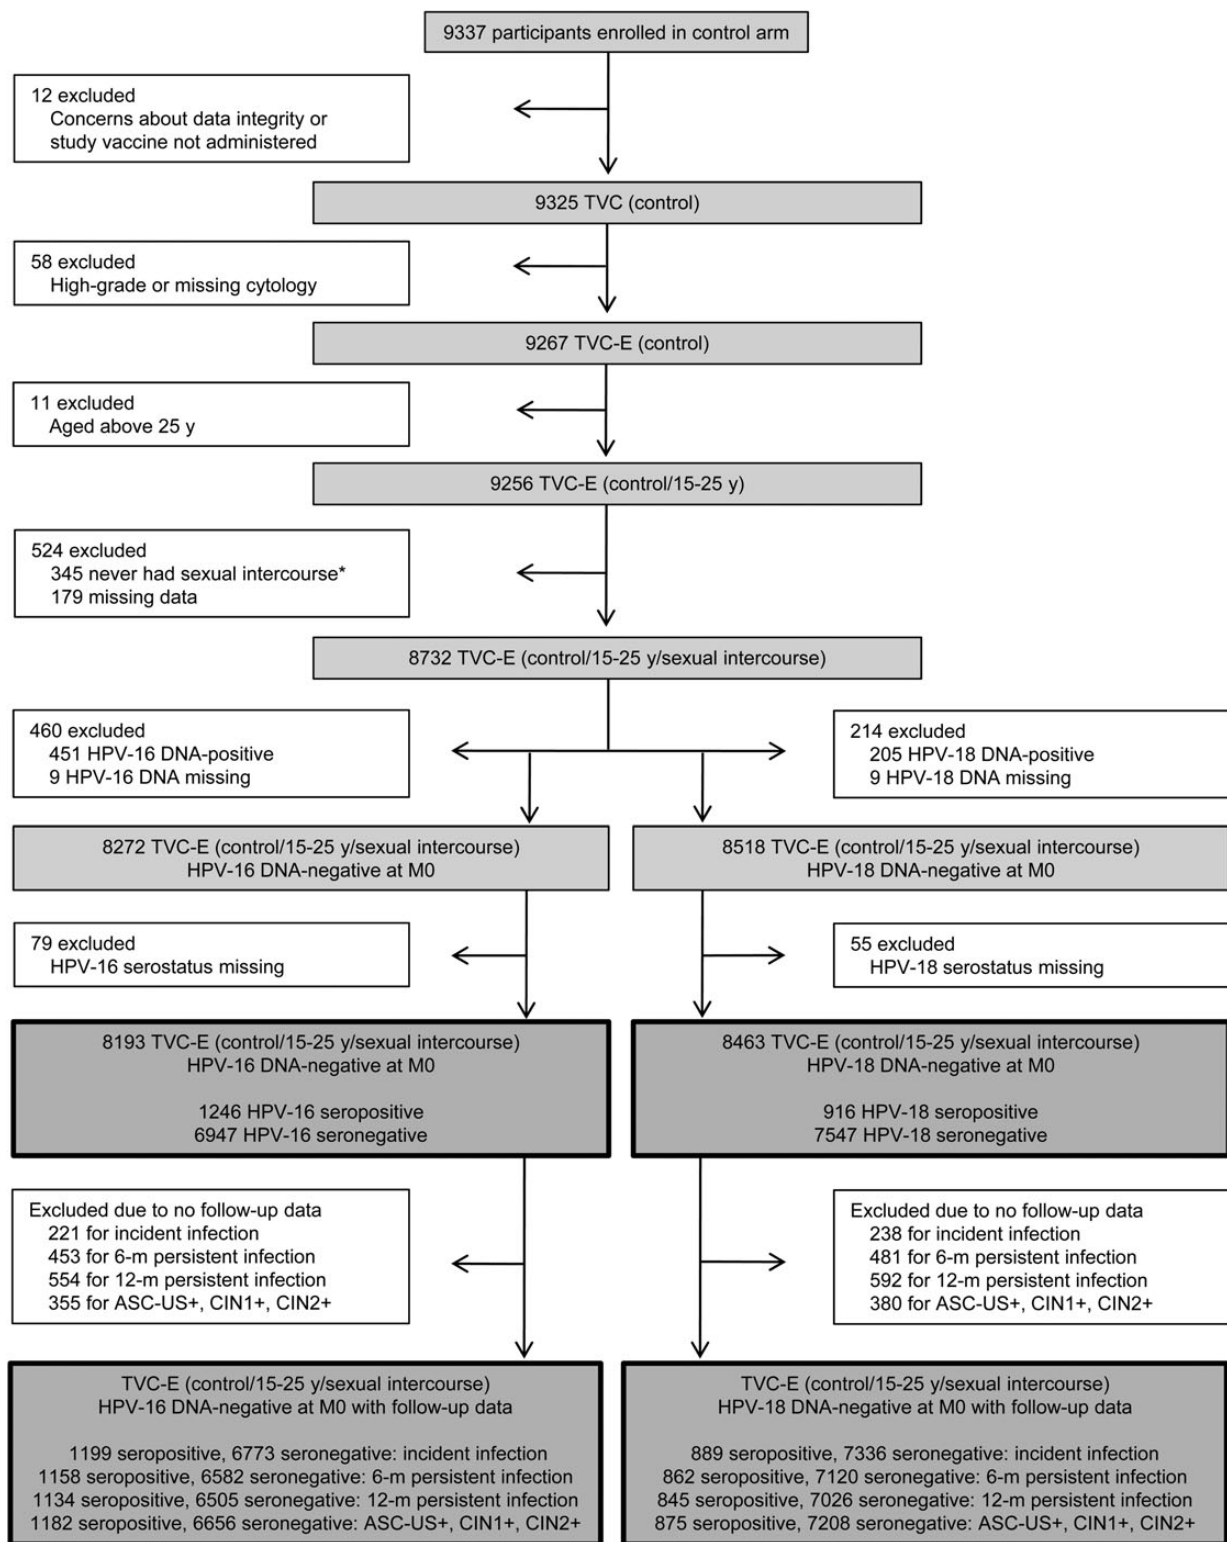 9337 participants enrolled in control arm
12 excluded
Concerns about data integrity or
study vaccine not administered
9325 TVC (control)
58 excluded
High-grade or missing cytology
9267 TVC-E (control)
11 excluded
Aged above 25 y
9256 TVC-E (control/15-25 y)
524 excluded
345 never had sexual intercourse*
179 missing data
8732 TVC-E (control/15-25 y/sexual intercourse)
460 excluded
451 HPV-16 DNA-positive
9 HPV-16 DNA missing
214 excluded
205 HPV-18 DNA-positive
9 HPV-18 DNA missing
8272 TVC-E (control/15-25 y/sexual intercourse)
HPV-16 DNA-negative at M0
8518 TVC-E (control/15-25 y/sexual intercourse)
HPV-18 DNA-negative at M0
79 excluded
HPV-16 serostatus missing
55 excluded
HPV-18 serostatus missing
8193 TVC-E (control/15-25 y/sexual intercourse)
HPV-16 DNA-negative at M0
1246 HPV-16 seropositive
6947 HPV-16 seronegative
8463 TVC-E (control/15-25 y/sexual intercourse)
HPV-18 DNA-negative at M0
916 HPV-18 seropositive
7547 HPV-18 seronegative
Excluded due to no follow-up data
221 for incident infection
453 for 6-m persistent infection
554 for 12-m persistent infection
355 for ASC-US+, CIN1+, CIN2+
Excluded due to no follow-up data
238 for incident infection
481 for 6-m persistent infection
592 for 12-m persistent infection
380 for ASC-US+, CIN1+, CIN2+
TVC-E (control/15-25 y/sexual intercourse)
HPV-16 DNA-negative at M0 with follow-up data
1199 seropositive, 6773 seronegative: incident infection
1158 seropositive, 6582 seronegative: 6-m persistent infection
1134 seropositive, 6505 seronegative: 12-m persistent infection
1182 seropositive, 6656 seronegative: ASC-US+, CIN1+, CIN2+
TVC-E (control/15-25 y/sexual intercourse)
HPV-18 DNA-negative at M0 with follow-up data
889 seropositive, 7336 seronegative: incident infection
862 seropositive, 7120 seronegative: 6-m persistent infection
845 seropositive, 7026 seronegative: 12-m persistent infection
875 seropositive, 7208 seronegative: ASC-US+, CIN1+, CIN2+